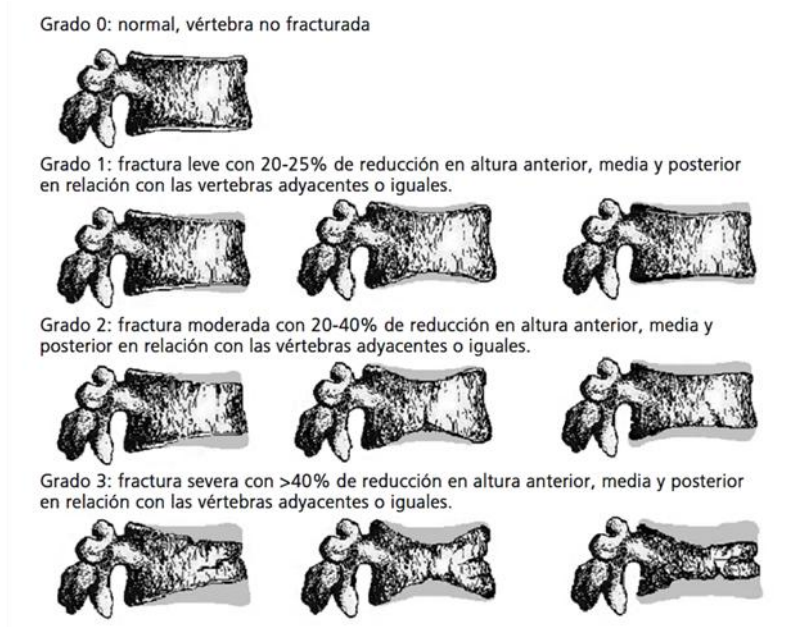 Grado 0: normal, vértebra no fracturada
Grado 1: fractura leve con 20-25% de reducción en altura anterior, media y posterior
en relación con las vertebras adyacentes o iguales.
Grado 2: fractura moderada con 20-40% de reducción en altura anterior, media y
posterior en relación con las vértebras adyacentes o iguales.
Grado 3: fractura severa con >40% de reducción en altura anterior, media y posterior
en relación con las vértebras adyacentes o iguales.